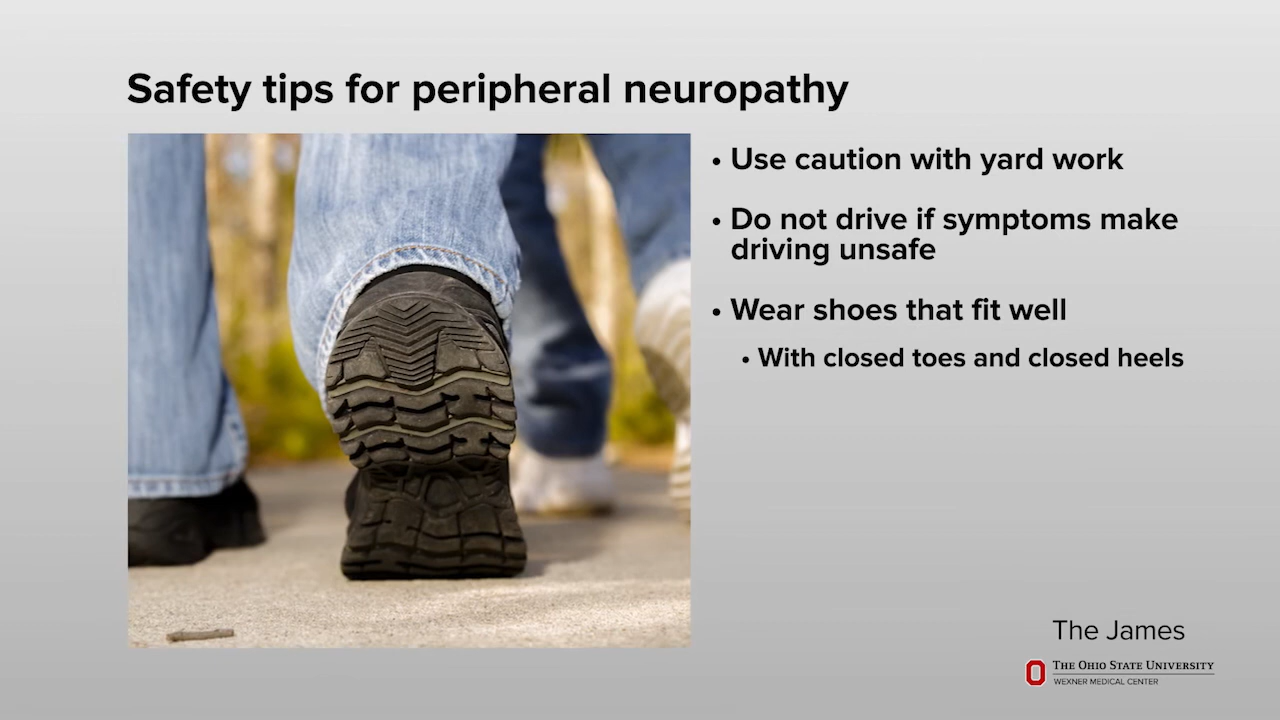 Safety tips for peripheral neuropathy
• Use caution with yard work
• Do not drive if symptoms make
driving unsafe
• Wear shoes that fit well
• With closed toes and closed heels
The James
The Ohio State University
WEXNER MEDICAL CENTER